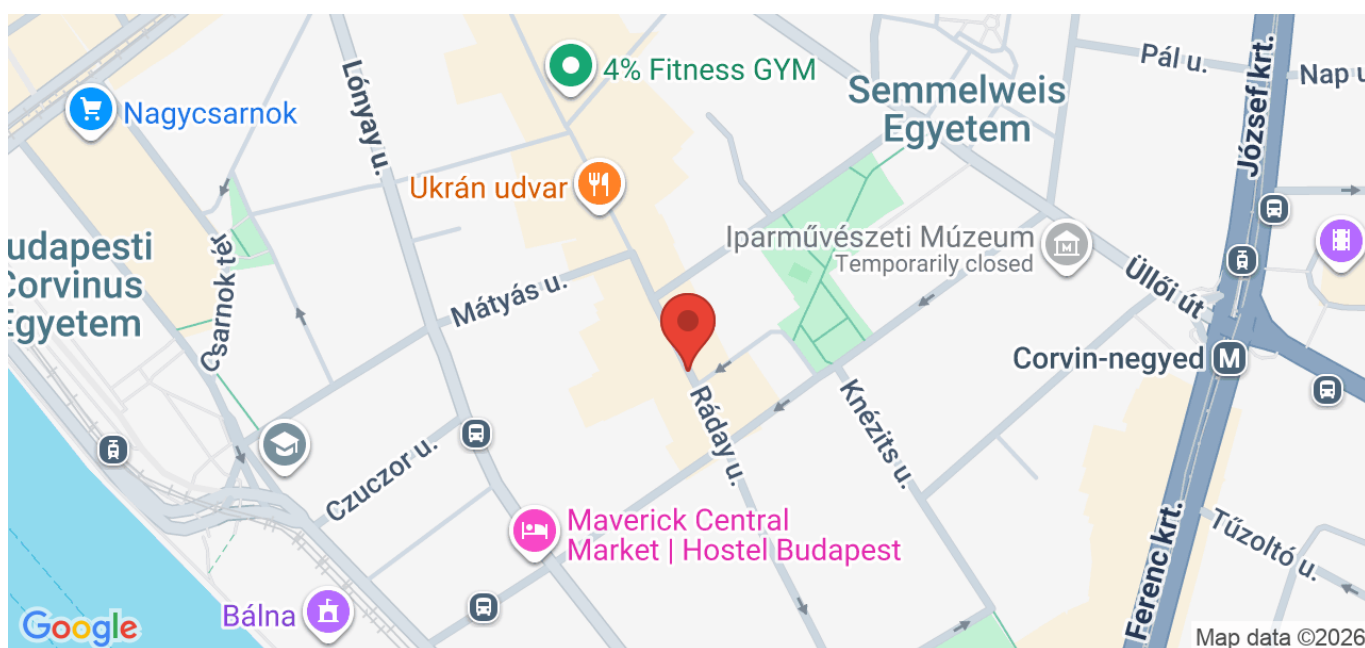 Pál u.
Nap u
4% Fitness GYM
Semmelweis
Egyetem
Lónyay u.
Nagycsarnok
József krt.
Ukrán udvar
Iparművészeti Múzeum
Temporarily closed
udapesti
Corvinus
Egyetem
Csarnok tér
Mátyás u.
Üllői út
Corvin-negyed
M
Ráday u.
Knézits u.
Czuczor u.
Maverick Central
Market | Hostel Budapest
Tűzoltó u.
Ferenc krt.
Bálna
Google
Map data ©2026